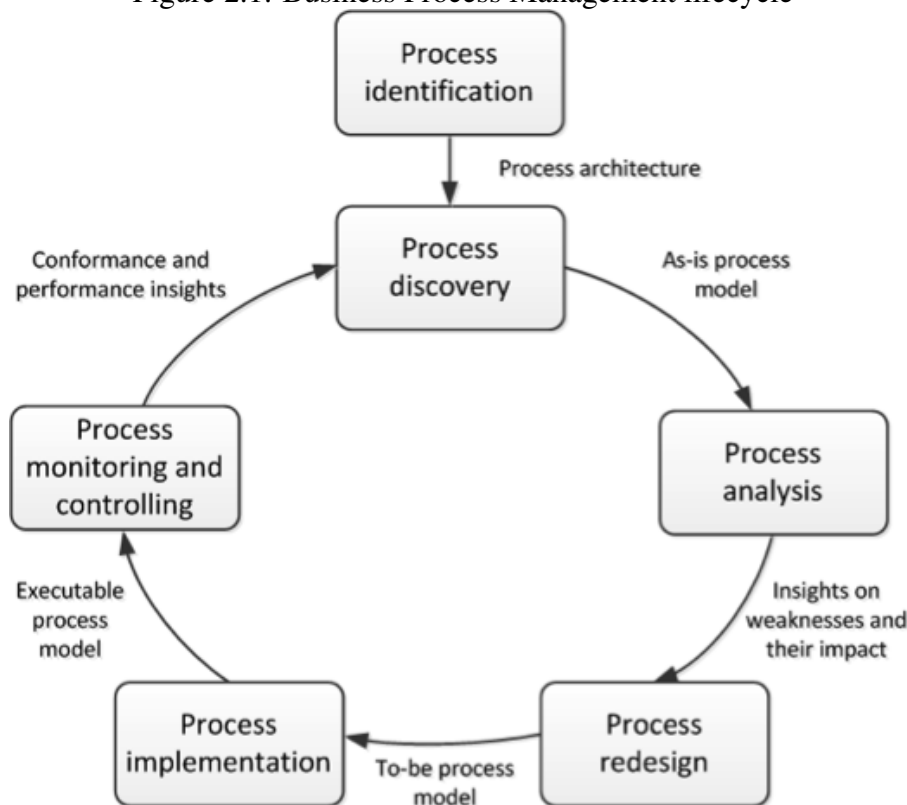 Figure 2.1: Business Process Management lifecycle
Process
identification
Process architecture
Process
discovery
Conformance and
performance insights
As-is process
model
Process
monitoring and
controlling
Process
analysis
Executable
process
model
Insights on
weaknesses and
their impact
Process
implementation
To-be process
model
Process
redesign